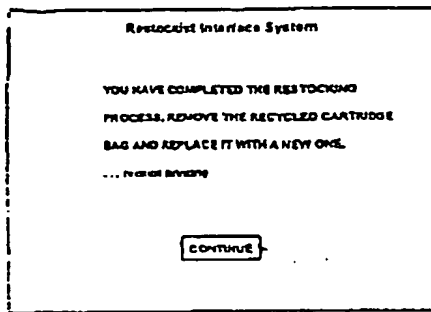 Restockist Interface System
YOU HAVE COMPLETED THE RESTOCKING
PROCESS. REMOVE THE RECYCLED CARTRIDGE
BAG AND REPLACE IT WITH A NEW ONE.
...
CONTINUE